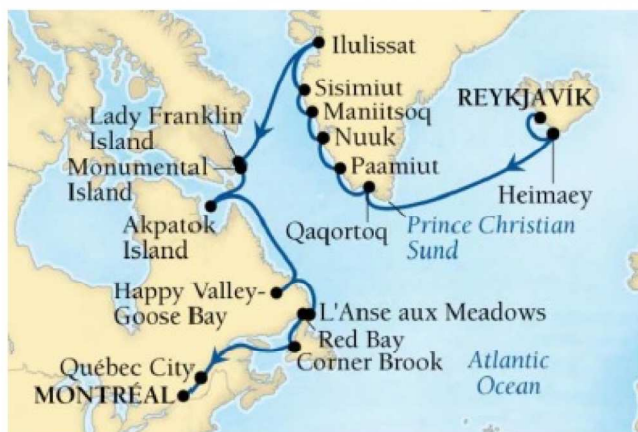 Ilulissat
Sisimiut
Maniitsoq
Nuuk
Paamiut
Qaqortoq
Prince Christian
Sund
REYKJAVÍK
Heimaey
Lady Franklin
Island
Monumental
Island
Akpatok
Island
Happy Valley-
Goose Bay
L'Anse aux Meadows
Red Bay
Corner Brook
Québec City
MONTRÉAL
Atlantic
Ocean